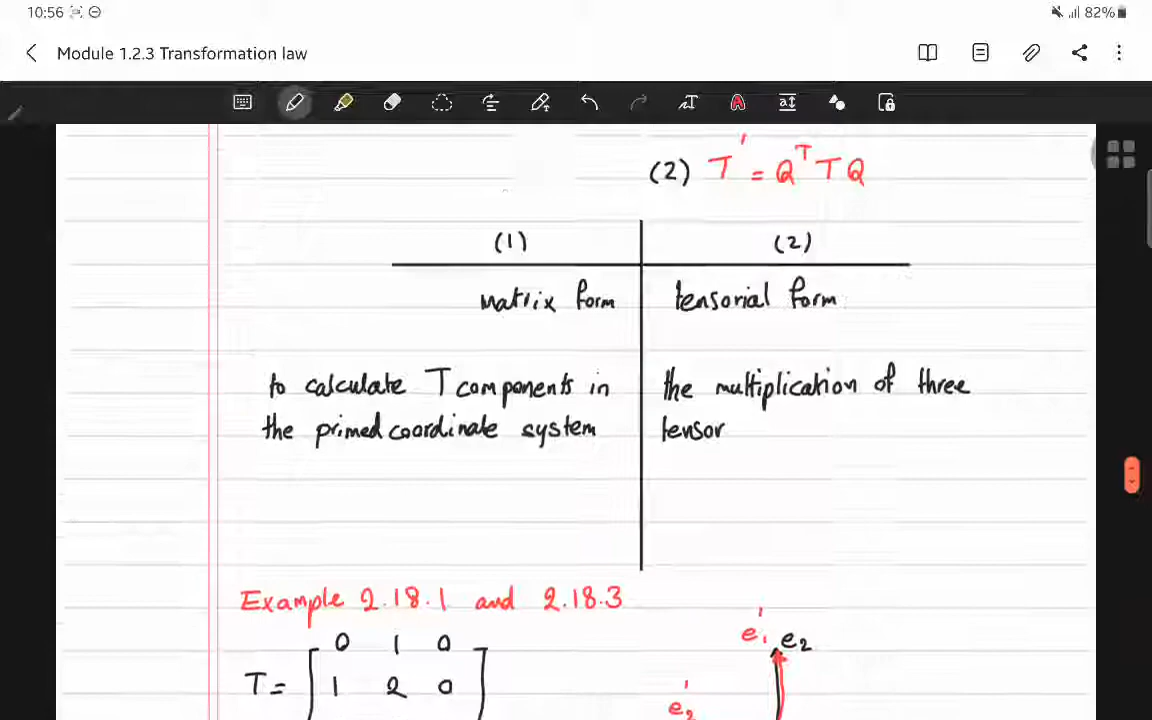 10:56
82%
Module 1.2.3 Transformation law
(2) T' = Q^T T Q
(1) (2)
matrix form tensorial form
to calculate T components in the multiplication of three
the primed coordinate system tensor
Example 2.18.1 and 2.18.3
e₁' e₂
0 1 0
T = 1 2 0
e₂'